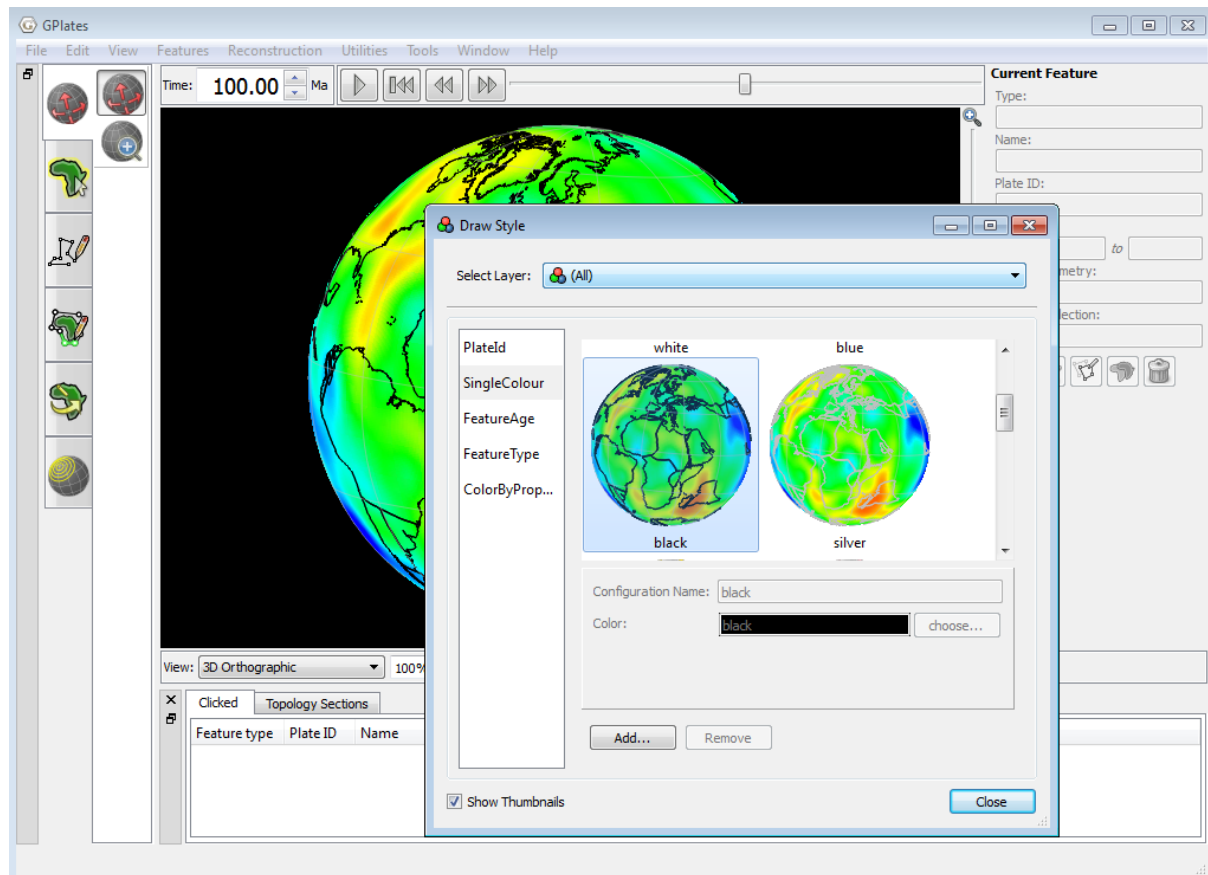 GPlates
File Edit View Features Reconstruction Utilities Tools Window Help
Time: 100.00 Ma
Current Feature
Type:
Name:
Plate ID:
to
metry:
lection:
Draw Style
Select Layer: (All)
PlateId
SingleColour
FeatureAge
FeatureType
ColorByProp...
white blue
black silver
Configuration Name: black
Color: black choose...
Add... Remove
Show Thumbnails
Close
View: 3D Orthographic 100%
Clicked Topology Sections
Feature type Plate ID Name